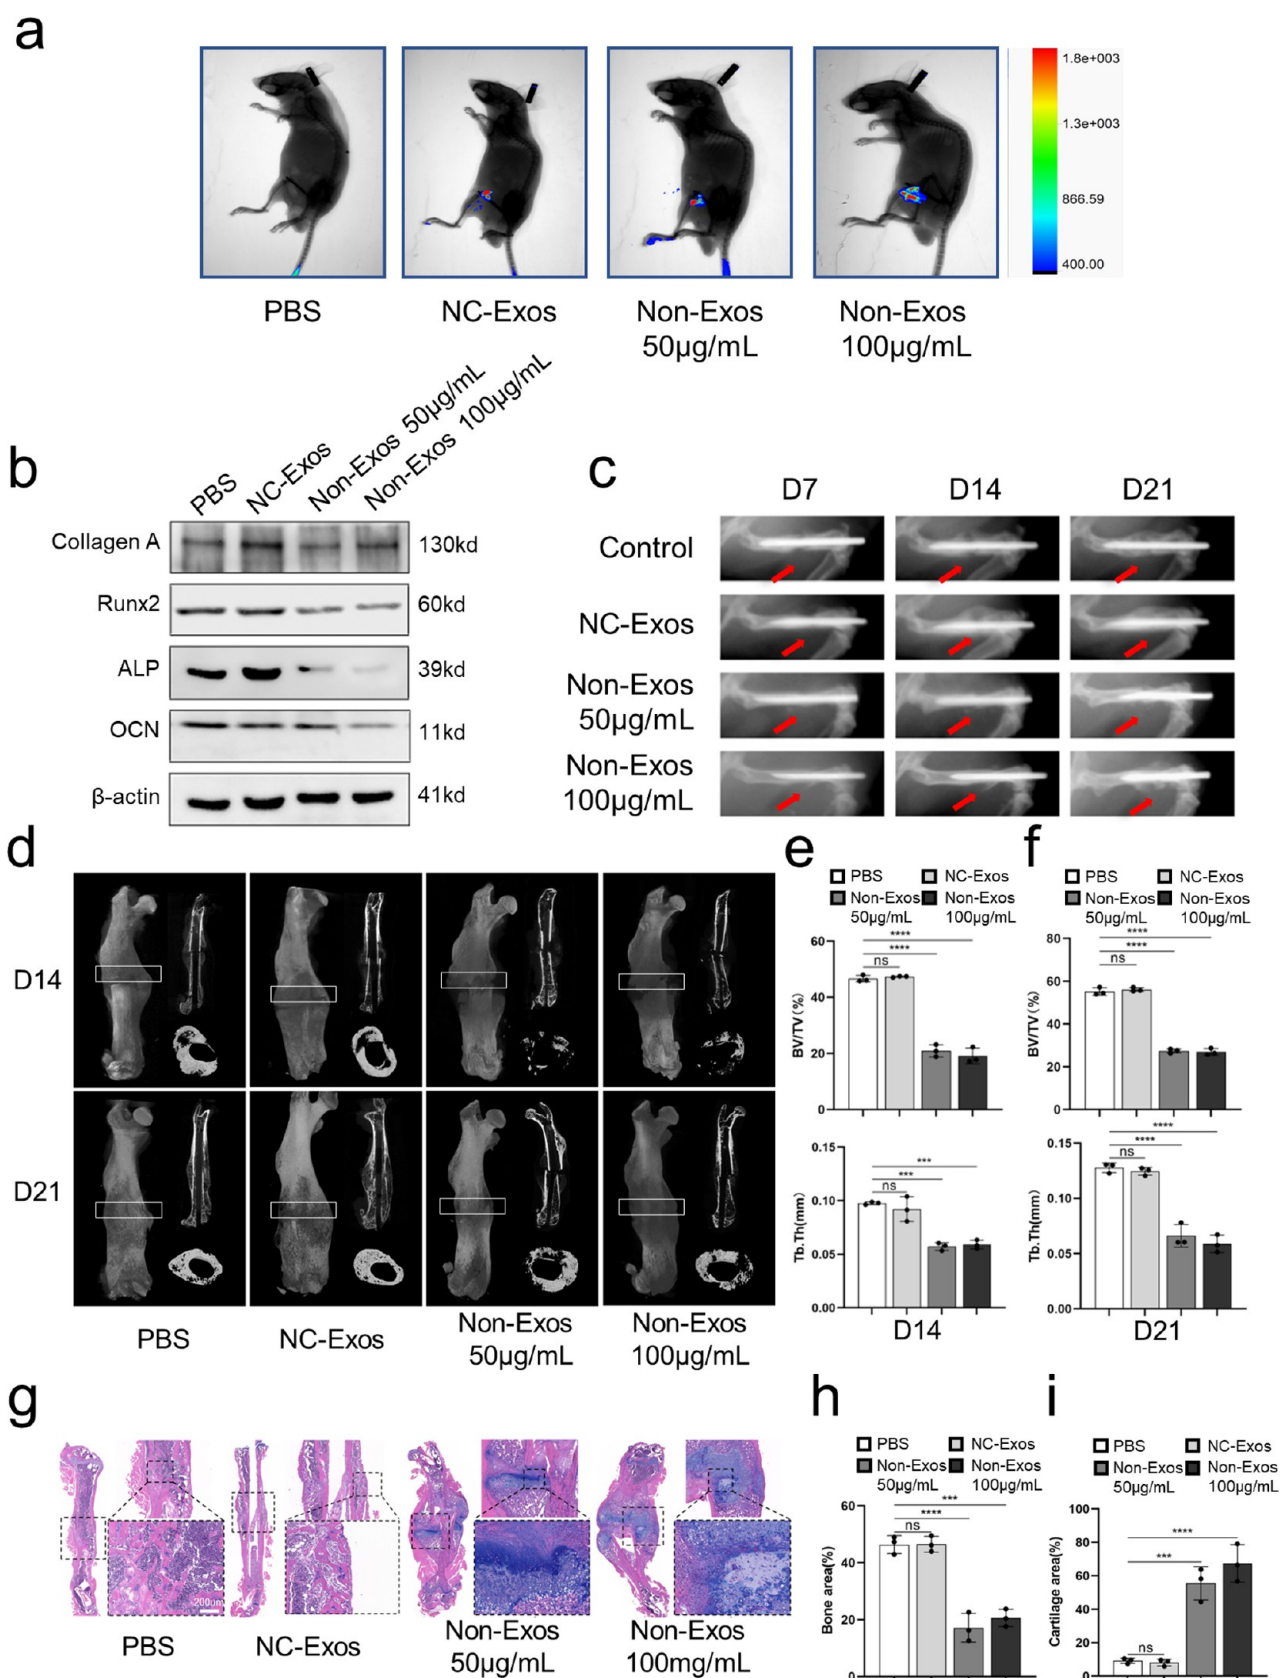 a
1.8e+003
1.3e+003
866.59
400.00
PBS
NC-Exos
Non-Exos
50μg/mL
Non-Exos
100μg/mL
b
PBS
NC-Exos
Non-Exos 50μg/mL
Non-Exos 100μg/mL
Collagen A
130kd
Runx2
60kd
ALP
39kd
OCN
11kd
β-actin
41kd
c
D7
D14
D21
Control
NC-Exos
Non-Exos
50μg/mL
Non-Exos
100μg/mL
d
D14
D21
PBS
NC-Exos
Non-Exos
50μg/mL
Non-Exos
100μg/mL
e
PBS
NC-Exos
Non-Exos
50μg/mL
Non-Exos
100μg/mL
BV/TV(%)
60
40
20
0
ns
****
****
Tb.Th(mm)
0.15
0.10
0.05
0.00
ns
***
***
D14
f
PBS
NC-Exos
Non-Exos
50μg/mL
Non-Exos
100μg/mL
BV/TV(%)
80
60
40
20
0
ns
****
****
Tb.Th(mm)
0.15
0.10
0.05
0.00
ns
****
****
D21
g
200um
PBS
NC-Exos
Non-Exos
50μg/mL
Non-Exos
100mg/mL
h
PBS
NC-Exos
Non-Exos
50μg/mL
Non-Exos
100μg/mL
Bone area(%)
60
40
20
0
ns
****
***
i
PBS
NC-Exos
Non-Exos
50μg/mL
Non-Exos
100μg/mL
Cartilage area(%)
100
80
60
40
20
0
ns
***
****